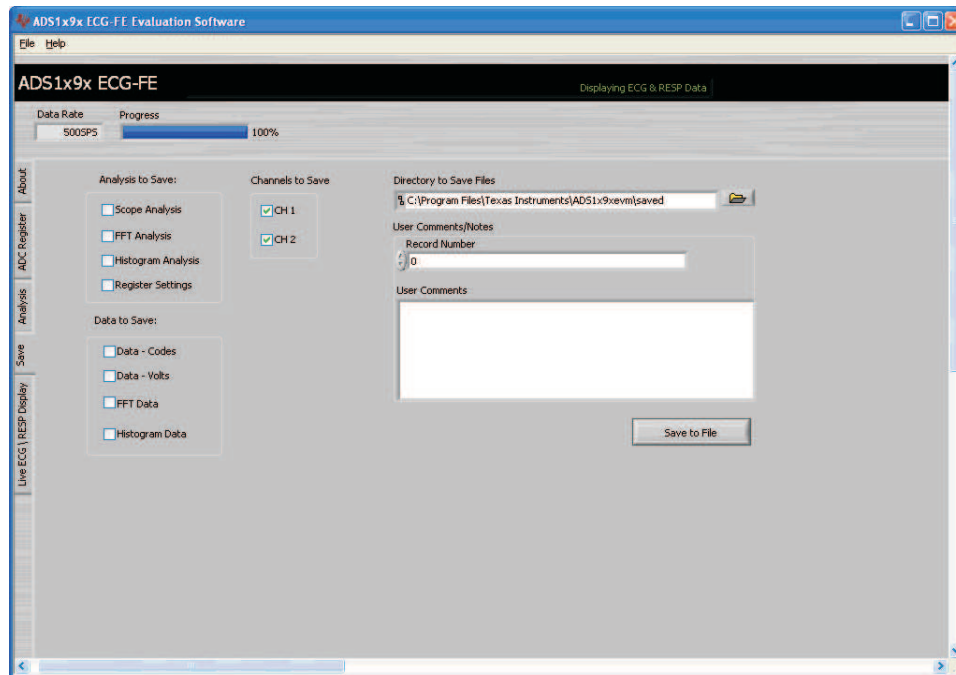 ADS1x9x ECG-FE Evaluation Software
File Help
ADS1x9x ECG-FE
Displaying ECG & RESP Data
Data Rate
Progress
500SPS
100%
About
ADC Register
Analysis
Save
Live ECG \ RESP Display
Analysis to Save:
Scope Analysis
FFT Analysis
Histogram Analysis
Register Settings
Data to Save:
Data - Codes
Data - Volts
FFT Data
Histogram Data
Channels to Save
CH 1
CH 2
Directory to Save Files
C:\Program Files\Texas Instruments\ADS1x9xevm\saved
User Comments/Notes
Record Number
0
User Comments
Save to File